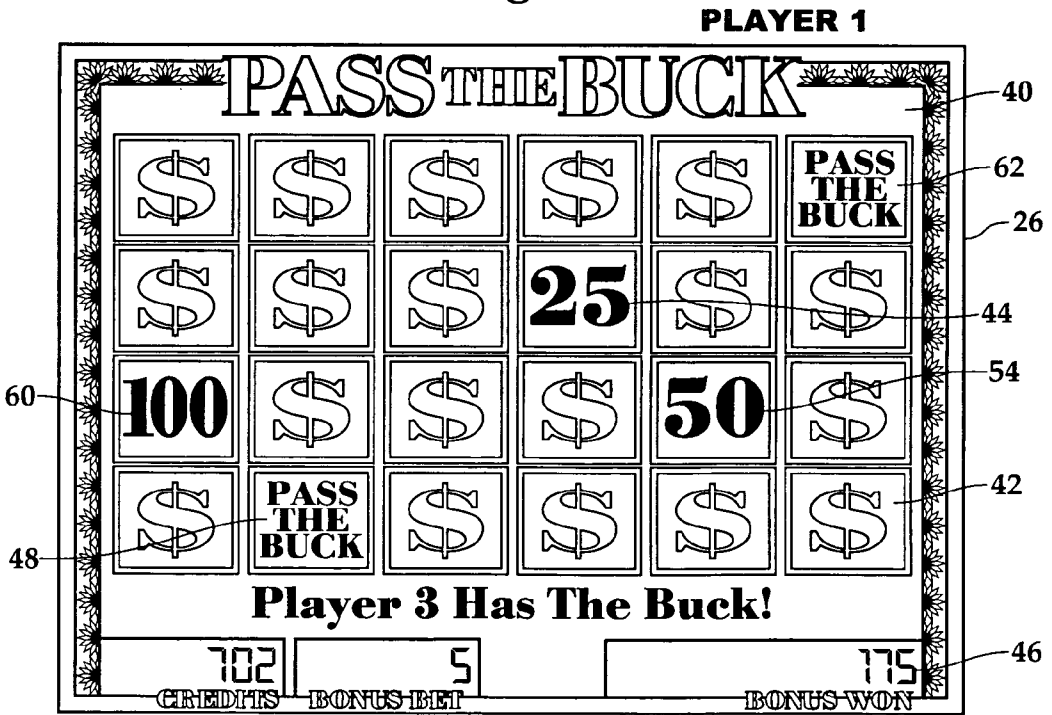 PLAYER 1
PASS THE BUCK
40
$ $ $ $ $ PASS
THE
BUCK
62
26
$ $ $ 25 $ $
44
54
60 100 $ $ $ 50 $
42
$ PASS $ $ $ $
THE
BUCK
48
Player 3 Has The Buck!
702 5 775 46
CREDITS BONUS BET BONUS WON